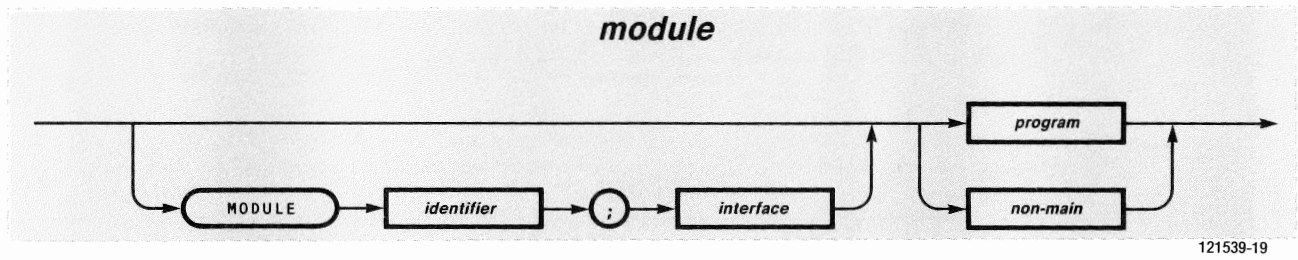 module
program
MODULE
identifier
;
interface
non-main
121539-19